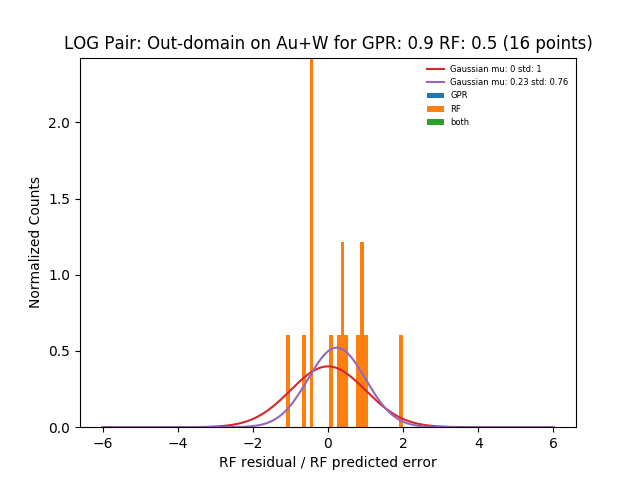 LOG Pair: Out-domain on Au+W for GPR: 0.9 RF: 0.5 (16 points)
Gaussian mu: 0 std: 1
Gaussian mu: 0.23 std: 0.76
GPR
RF
both
Normalized Counts
2.0
1.5
1.0
0.5
0.0
−6 −4 −2 0 2 4 6
RF residual / RF predicted error